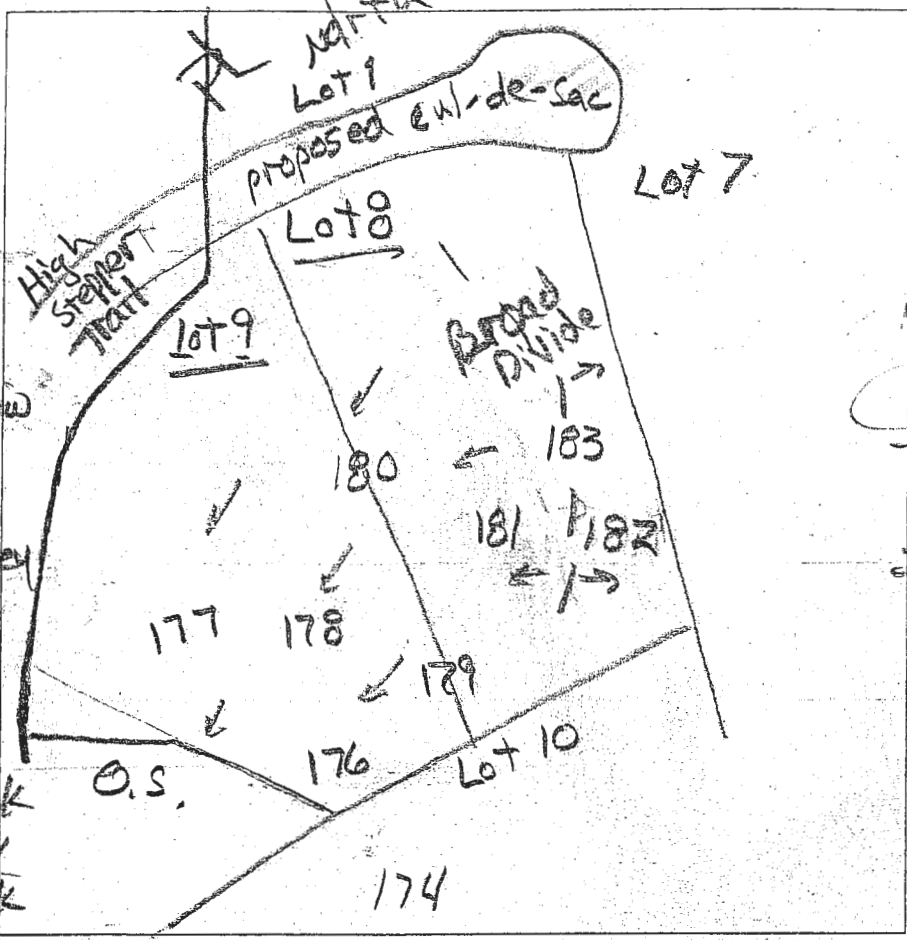 North
Lot 9
proposed cul-de-sac
Lot 7
Lot 8
High
Stepper
Trail
Lot 9
Broad
Divide
183
180
181
182
177
178
179
176
Lot 10
O.S.
174